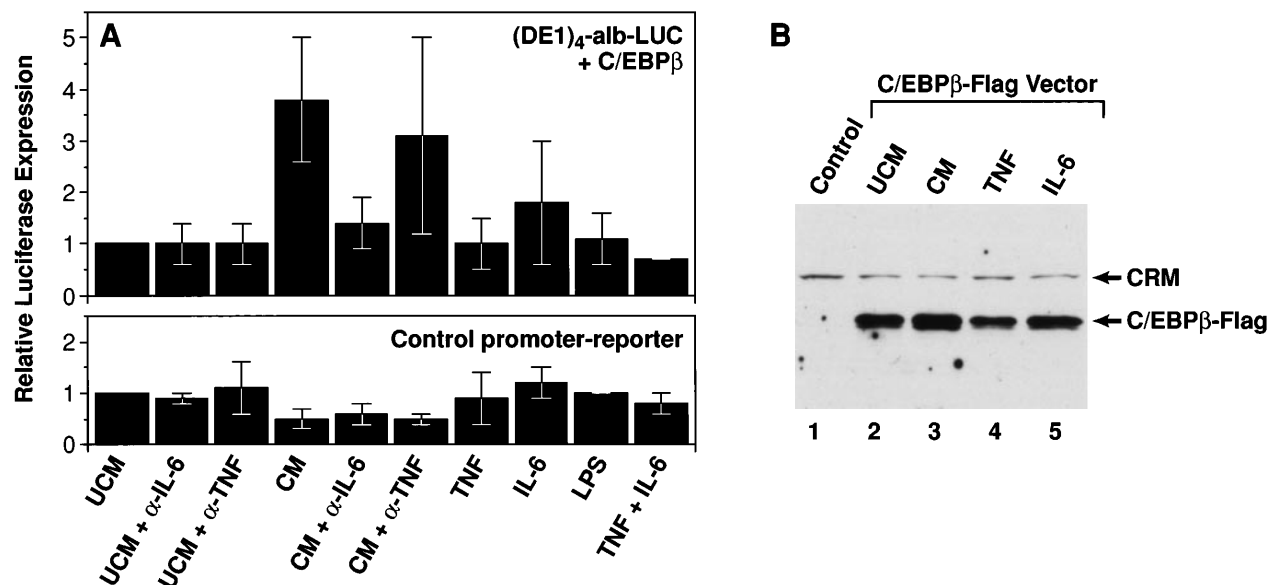 A
(DE1)4-alb-LUC
+ C/EBPβ
Relative Luciferase Expression
5
4
3
2
1
0
Control promoter-reporter
2
1
0
UCM
UCM + α-IL-6
UCM + α-TNF
CM
CM + α-IL-6
CM + α-TNF
TNF
IL-6
LPS
TNF + IL-6
B
C/EBPβ-Flag Vector
Control
UCM
CM
TNF
IL-6
CRM
C/EBPβ-Flag
1 2 3 4 5